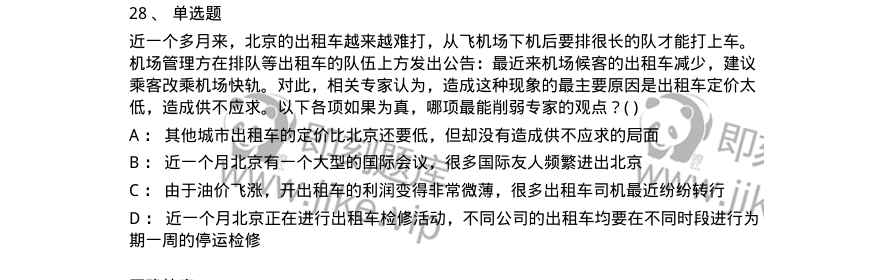 28 、 单选题
近一个多月来，北京的出租车越来越难打，从飞机场下机后要排很长的队才能打上车。
机场管理方在排队等出租车的队伍上方发出公告：最近来机场候客的出租车减少，建议
乘客改乘机场快轨。对此，相关专家认为，造成这种现象的最主要原因是出租车定价太
低，造成供不应求。以下各项如果为真，哪项最能削弱专家的观点？( )
A ： 其他城市出租车的定价比北京还要低，但却没有造成供不应求的局面
B ： 近一个月北京有一个大型的国际会议，很多国际友人频繁进出北京
C ： 由于油价飞涨，开出租车的利润变得非常微薄，很多出租车司机最近纷纷转行
D ： 近一个月北京正在进行出租车检修活动，不同公司的出租车均要在不同时段进行为
期一周的停运检修
即刻题库
www.jike.vip
即刻
www.jike